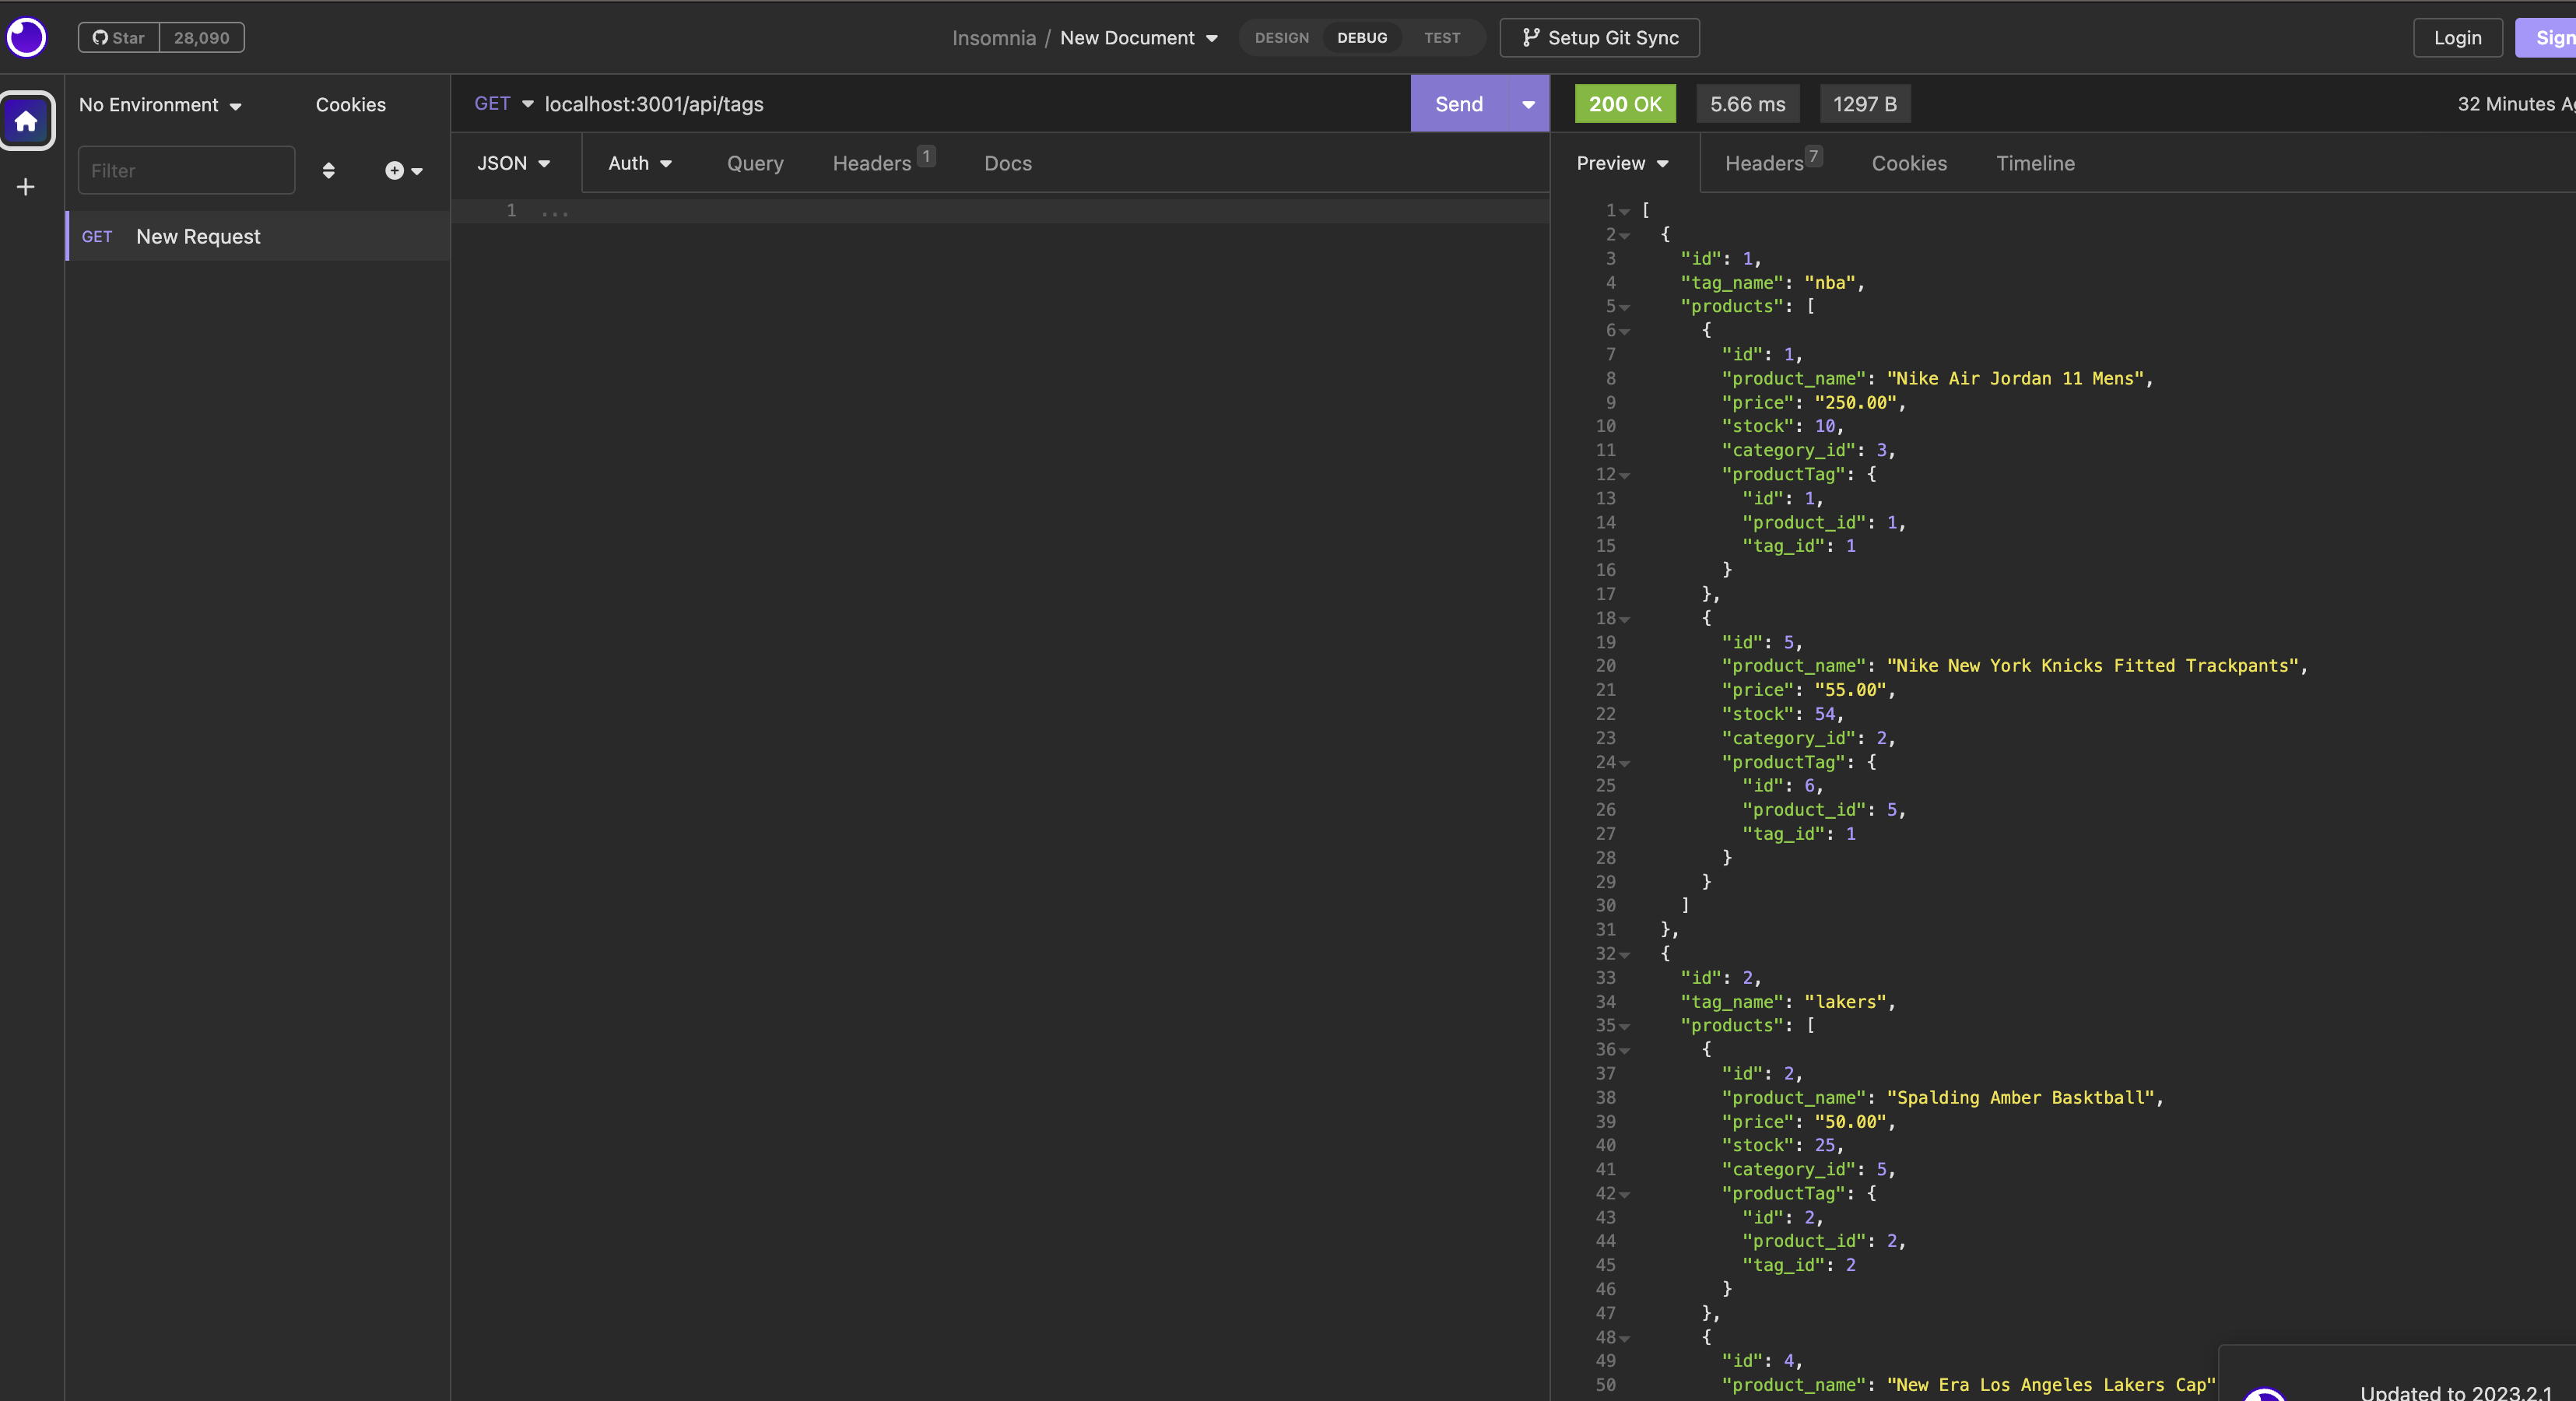 Star 28,090
Insomnia / New Document
DESIGN DEBUG TEST
Setup Git Sync
Login
Sign
No Environment Cookies
GET localhost:3001/api/tags
Send
200 OK 5.66 ms 1297 B
32 Minutes
Filter
JSON Auth Query Headers 1 Docs
Preview Headers 7 Cookies Timeline
GET New Request
1 ...
1 [
2 {
3 "id": 1,
4 "tag_name": "nba",
5 "products": [
6 {
7 "id": 1,
8 "product_name": "Nike Air Jordan 11 Mens",
9 "price": "250.00",
10 "stock": 10,
11 "category_id": 3,
12 "productTag": {
13 "id": 1,
14 "product_id": 1,
15 "tag_id": 1
16 }
17 },
18 {
19 "id": 5,
20 "product_name": "Nike New York Knicks Fitted Trackpants",
21 "price": "55.00",
22 "stock": 54,
23 "category_id": 2,
24 "productTag": {
25 "id": 6,
26 "product_id": 5,
27 "tag_id": 1
28 }
29 }
30 ]
31 },
32 {
33 "id": 2,
34 "tag_name": "lakers",
35 "products": [
36 {
37 "id": 2,
38 "product_name": "Spalding Amber Basktball",
39 "price": "50.00",
40 "stock": 25,
41 "category_id": 5,
42 "productTag": {
43 "id": 2,
44 "product_id": 2,
45 "tag_id": 2
46 }
47 },
48 {
49 "id": 4,
50 "product_name": "New Era Los Angeles Lakers Cap"
Updated to 2023.2.1